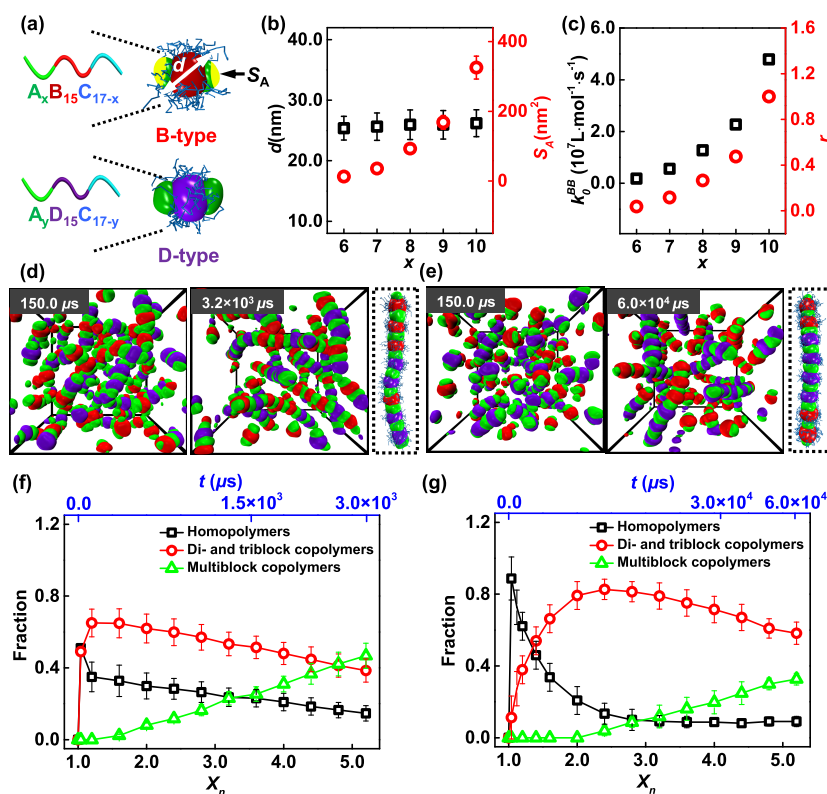 (a)
d
S_A
A_xB_15C_17-x
B-type
A_yD_15C_17-y
D-type
(b)
40.0
30.0
20.0
10.0
d(nm)
400
200
0
S_A(nm²)
6 7 8 9 10
x
(c)
6.0
4.0
2.0
0.0
k_0^BB (10⁷L·mol⁻¹·s⁻¹)
1.6
1.2
0.8
0.4
0.0
r
6 7 8 9 10
x
(d)
150.0 μs
3.2×10³ μs
(e)
150.0 μs
6.0×10⁴ μs
(f)
t (μs)
0.0 1.5×10³ 3.0×10³
Homopolymers
Di- and triblock copolymers
Multiblock copolymers
1.2
0.8
0.4
0.0
Fraction
1.0 2.0 3.0 4.0 5.0
X_n
(g)
t (μs)
0.0 3.0×10⁴ 6.0×10⁴
Homopolymers
Di- and triblock copolymers
Multiblock copolymers
1.2
0.8
0.4
0.0
Fraction
1.0 2.0 3.0 4.0 5.0
X_n